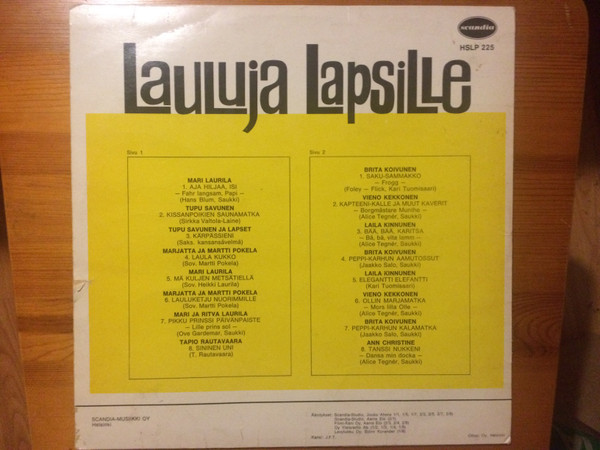 Scandia
HSLP 225
Lauluja Lapsille
Sivu 1
MARI LAURILA
1. AJA HILJAA, ISI
— Fahr langsam, Papi —
(Hans Blum, Saukki)
TUPU SAVUNEN
2. KISSANPOIKIEN SAUNAMATKA
(Sirkka Valtola-Laine)
TUPU SAVUNEN JA LAPSET
3. KÄRPÄSSIENI
(Saks. kansansävelmä)
MARJATTA JA MARTTI POKELA
4. LAULA KUKKO
(Sov. Martti Pokela)
MARI LAURILA
5. MÄ KULJEN METSÄTIELLÄ
(Sov. Heikki Laurila)
MARJATTA JA MARTTI POKELA
6. LAULUKETJU NUORIMMILLE
(Sov. Martti Pokela)
MARI JA RITVA LAURILA
7. PIKKU PRINSSI PÄIVÄNPAISTE
— Lille prins sol —
(Ove Gardemar, Saukki)
TAPIO RAUTAVAARA
8. SININEN UNI
(T. Rautavaara)
Sivu 2
BRITA KOIVUNEN
1. SAKU-SAMMAKKO
— Frogg —
(Foley — Flick, Kari Tuomisaari)
VIENO KEKKONEN
2. KAPTEENI-KALLE JA MUUT KAVERIT
— Borgmästare Munthe —
(Alice Tegnér, Saukki)
LAILA KINNUNEN
3. BÄÄ, BÄÄ, KARITSA
— Bä, bä, vita lamm —
(Alice Tegnér, Saukki)
BRITA KOIVUNEN
4. PEPPI-KARHUN AAMUTOSSUT
(Jaakko Salo, Saukki)
LAILA KINNUNEN
5. ELEGANTTI ELEFANTTI
(Kari Tuomisaari)
VIENO KEKKONEN
6. OLLIN MARJAMATKA
— Mors lilla Olle —
(Alice Tegnér, Saukki)
BRITA KOIVUNEN
7. PEPPI-KARHUN KALAMATKA
(Jaakko Salo, Saukki)
ANN CHRISTINE
8. TANSSI NUKKENI
— Dansa min docka —
(Alice Tegnér, Saukki)
SCANDIA-MUSIIKKI OY
Helsinki